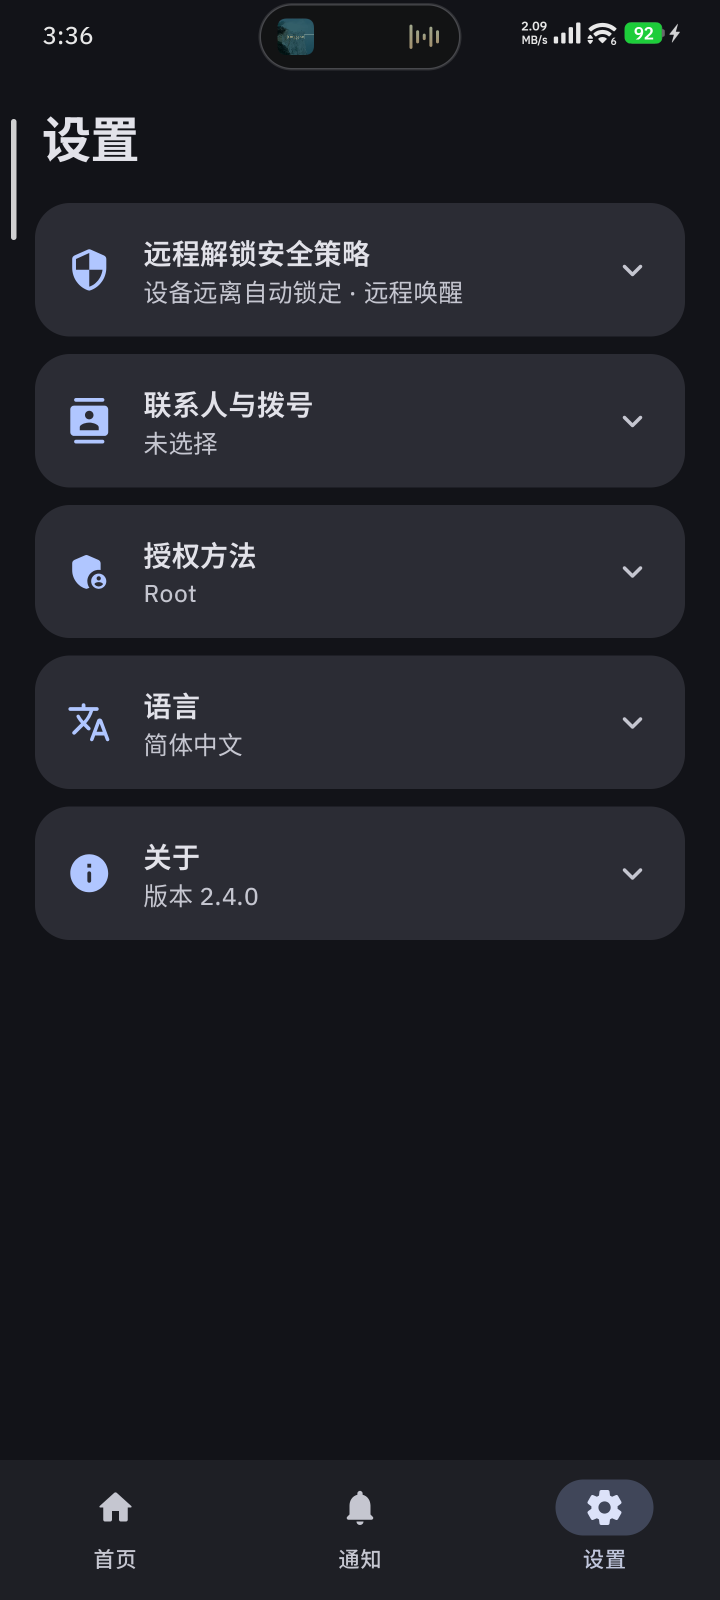 3:36
2.09
MB/s
6
92
设置
远程解锁安全策略
设备远离自动锁定 · 远程唤醒
联系人与拨号
未选择
授权方法
Root
语言
简体中文
关于
版本 2.4.0
首页
通知
设置